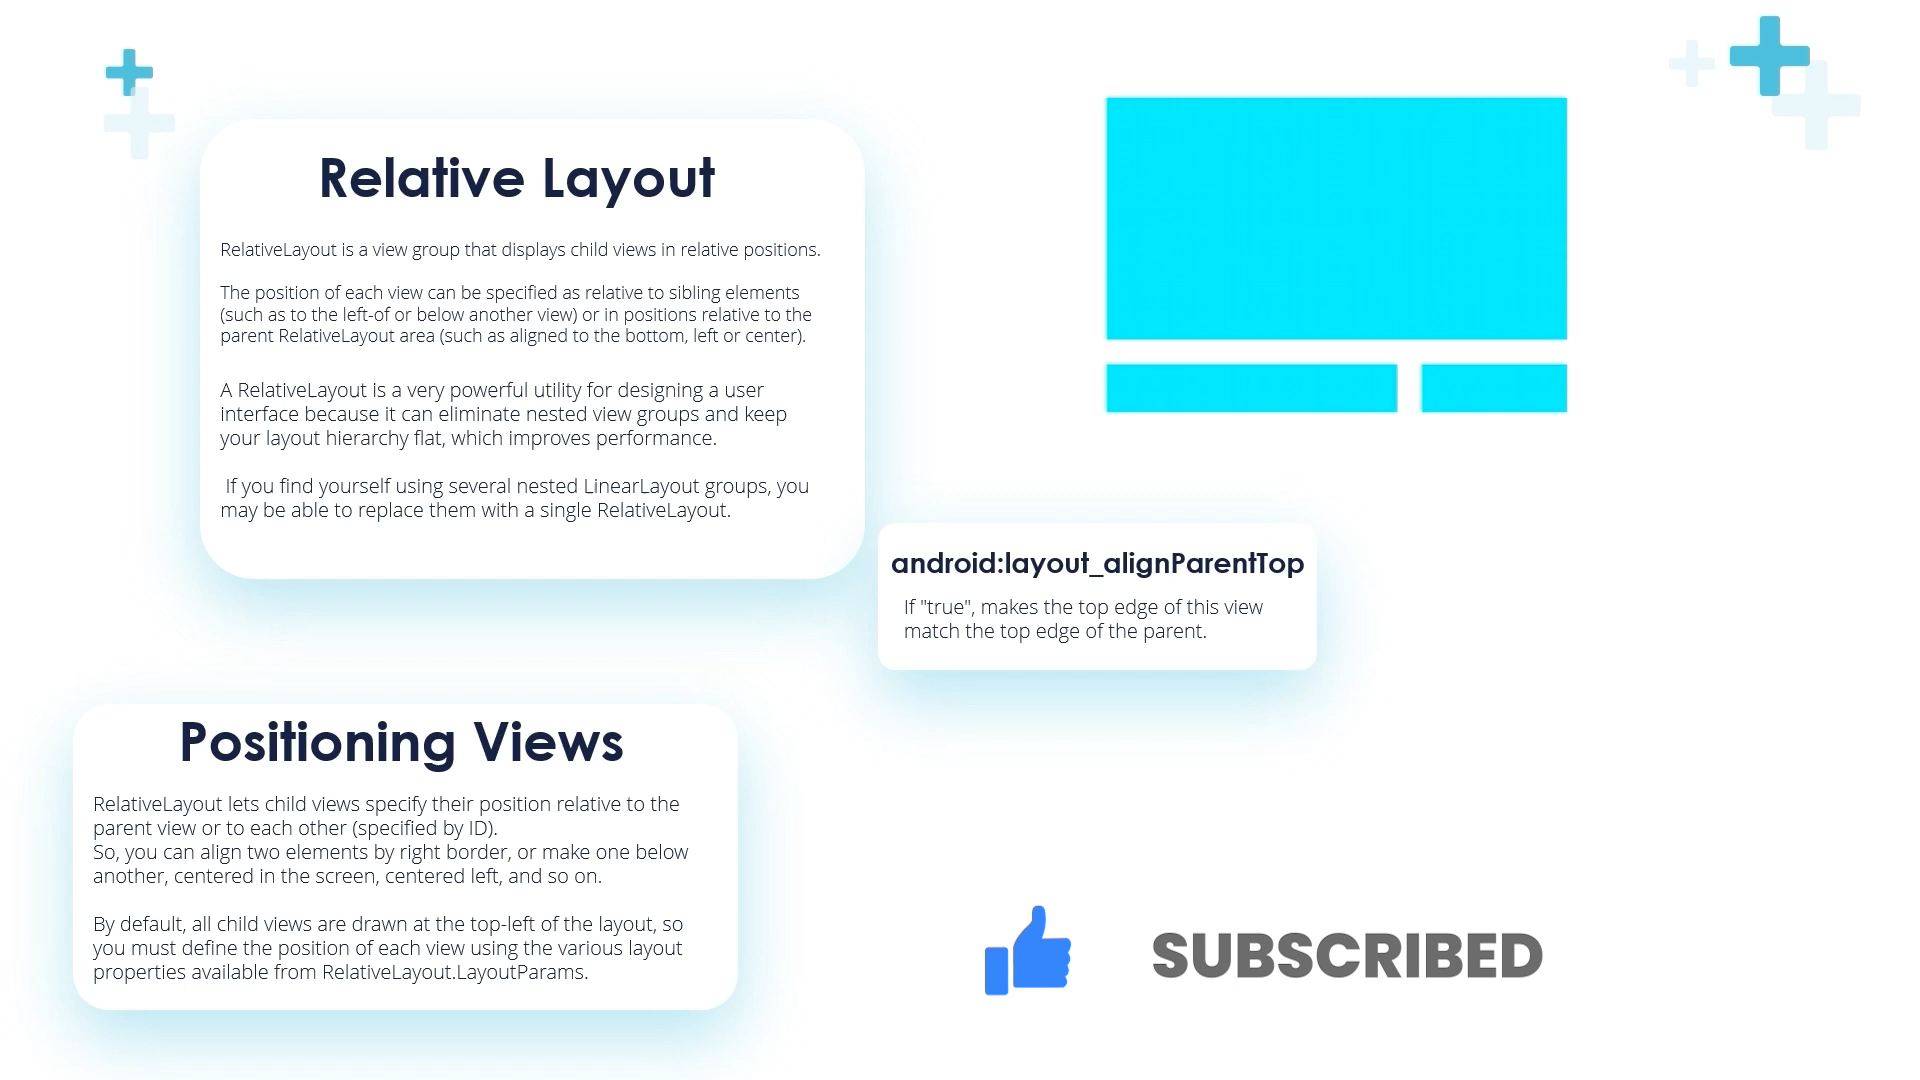 Relative Layout
RelativeLayout is a view group that displays child views in relative positions.
The position of each view can be specified as relative to sibling elements
(such as to the left-of or below another view) or in positions relative to the
parent RelativeLayout area (such as aligned to the bottom, left or center).
A RelativeLayout is a very powerful utility for designing a user
interface because it can eliminate nested view groups and keep
your layout hierarchy flat, which improves performance.
If you find yourself using several nested LinearLayout groups, you
may be able to replace them with a single RelativeLayout.
android:layout_alignParentTop
If "true", makes the top edge of this view
match the top edge of the parent.
Positioning Views
RelativeLayout lets child views specify their position relative to the
parent view or to each other (specified by ID).
So, you can align two elements by right border, or make one below
another, centered in the screen, centered left, and so on.
By default, all child views are drawn at the top-left of the layout, so
you must define the position of each view using the various layout
properties available from RelativeLayout.LayoutParams.
SUBSCRIBED